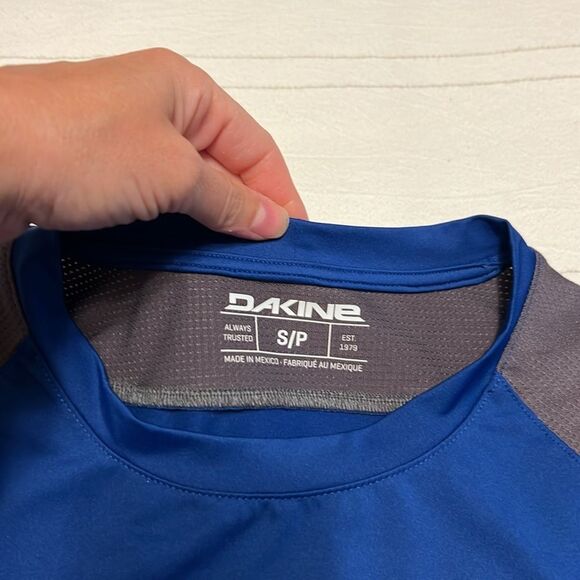 DAKINE
ALWAYS TRUSTED
S/P
EST. 1979
MADE IN MEXICO · FABRIQUÉ AU MEXIQUE